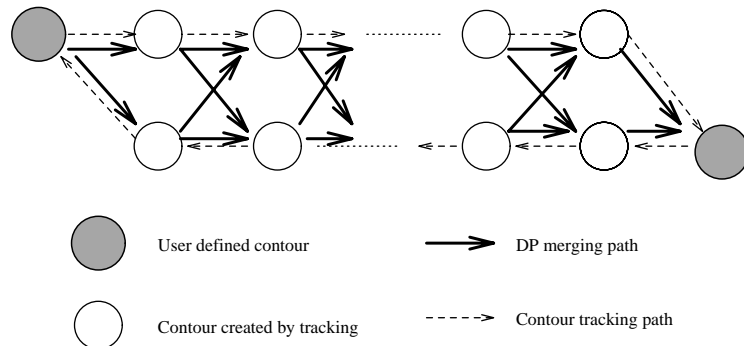 User defined contour
DP merging path
Contour created by tracking
Contour tracking path